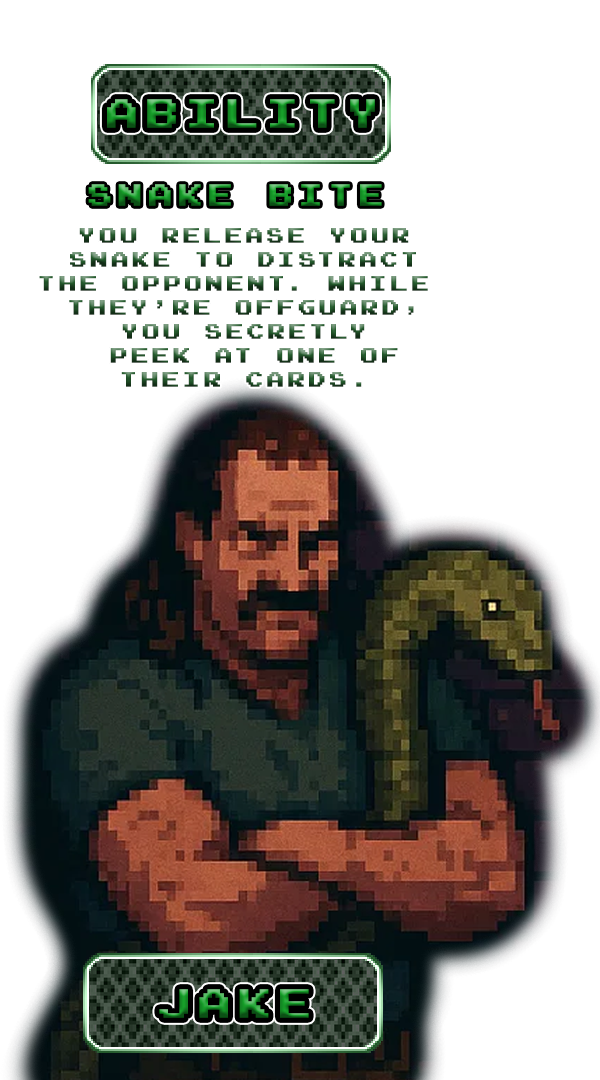 ABILITY
SNAKE BITE
YOU RELEASE YOUR
SNAKE TO DISTRACT
THE OPPONENT. WHILE
THEY'RE OFFGUARD,
YOU SECRETLY
PEEK AT ONE OF
THEIR CARDS.
JAKE